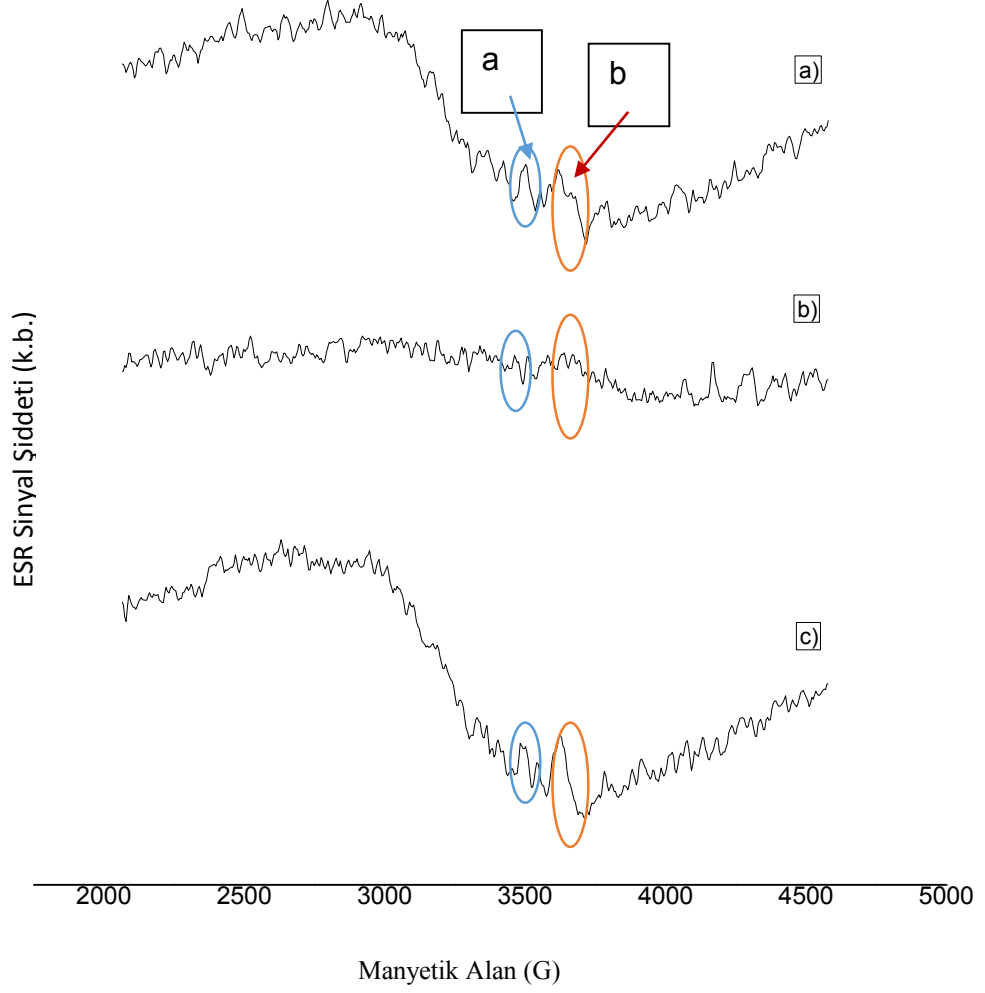 a
b
a)
b)
c)
ESR Sinyal Şiddeti (k.b.)
2000 2500 3000 3500 4000 4500 5000
Manyetik Alan (G)